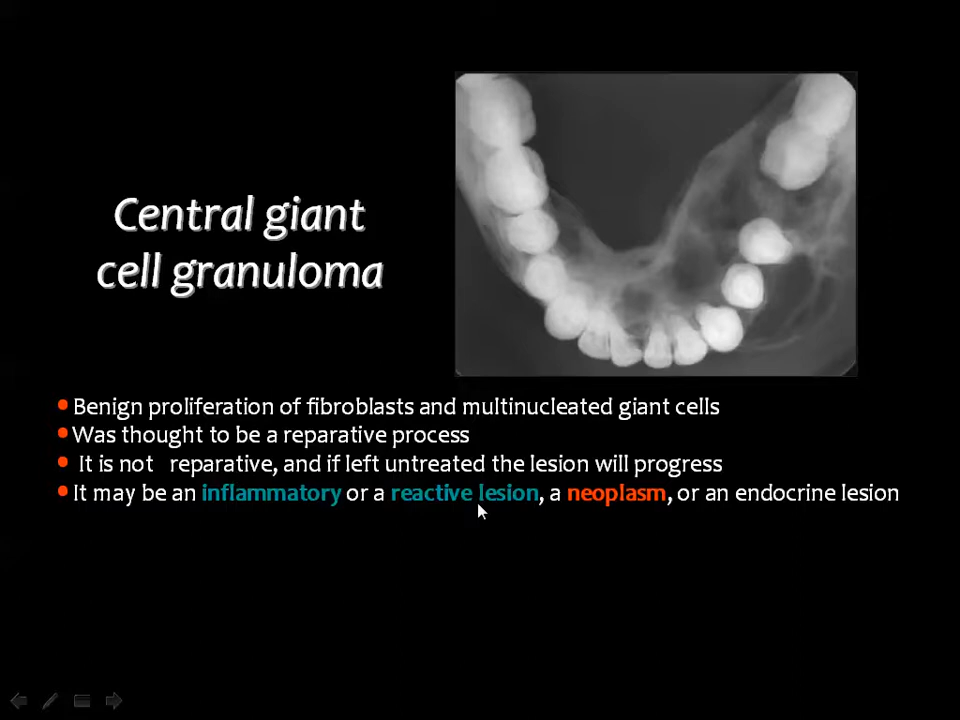 Central giant
cell granuloma
•Benign proliferation of fibroblasts and multinucleated giant cells
•Was thought to be a reparative process
• It is not reparative, and if left untreated the lesion will progress
•It may be an inflammatory or a reactive lesion, a neoplasm, or an endocrine lesion